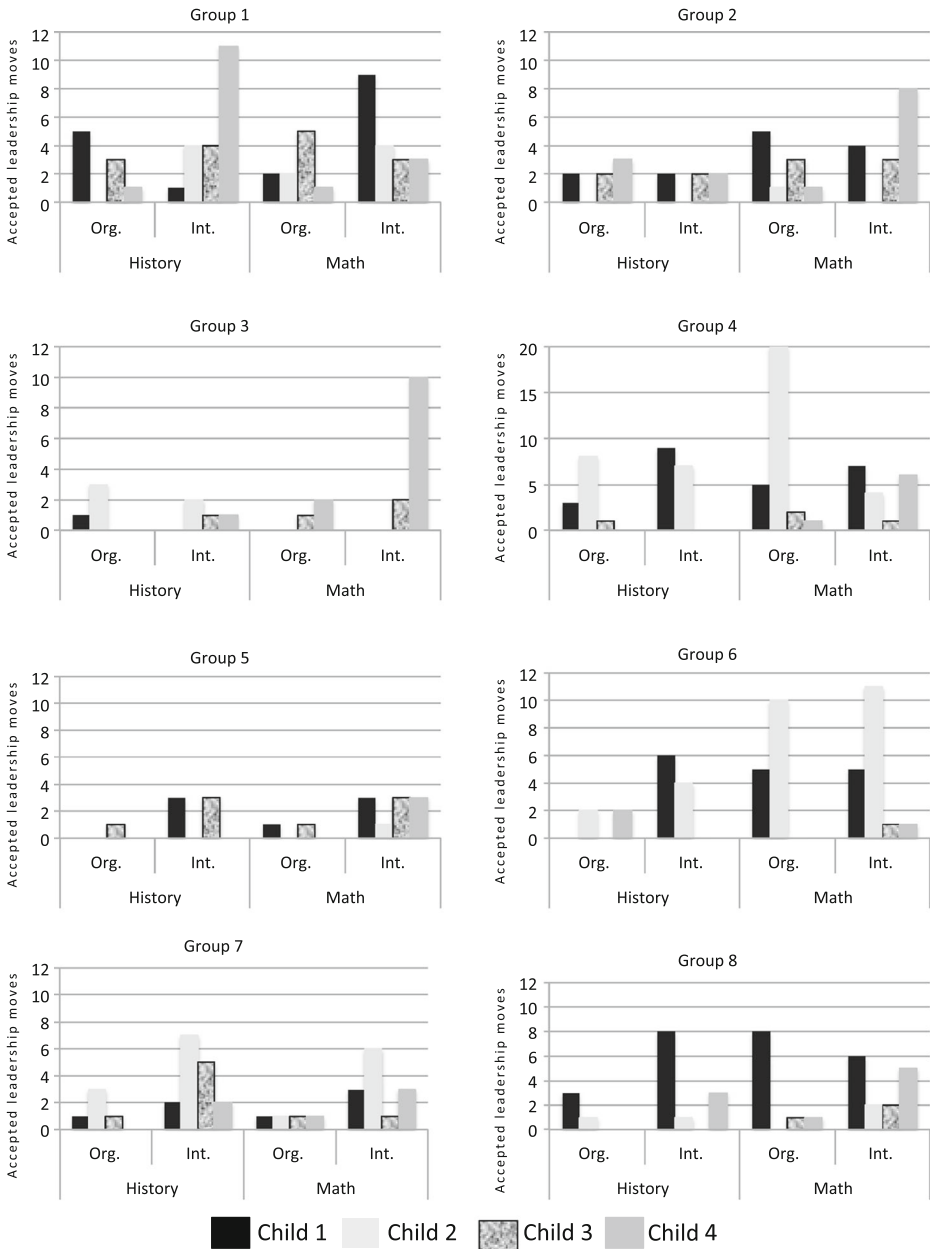 Group 1
Accepted leadership moves
12
10
8
6
4
2
0
Org. Int. Org. Int.
History Math
Group 2
Accepted leadership moves
12
10
8
6
4
2
0
Org. Int. Org. Int.
History Math
Group 3
Accepted leadership moves
12
10
8
6
4
2
0
Org. Int. Org. Int.
History Math
Group 4
Accepted leadership moves
20
15
10
5
0
Org. Int. Org. Int.
History Math
Group 5
Accepted leadership moves
12
10
8
6
4
2
0
Org. Int. Org. Int.
History Math
Group 6
Accepted leadership moves
12
10
8
6
4
2
0
Org. Int. Org. Int.
History Math
Group 7
Accepted leadership moves
12
10
8
6
4
2
0
Org. Int. Org. Int.
History Math
Group 8
Accepted leadership moves
12
10
8
6
4
2
0
Org. Int. Org. Int.
History Math
Child 1 Child 2 Child 3 Child 4